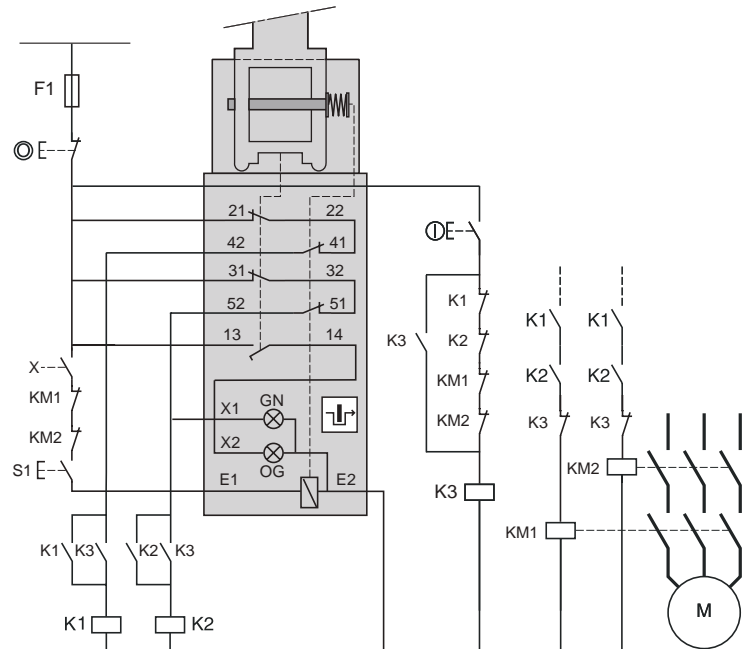 F1
21 22
42 41
31 32
52 51
13 14
K1
K1 K1
K3 K2
K2 K2
X
KM1
KM1
KM2
X1 GN
KM2
K3 K3
X2
OG
KM2
S1
E1 E2
K3
KM1
K1 K3 K2 K3
K1 K2
M